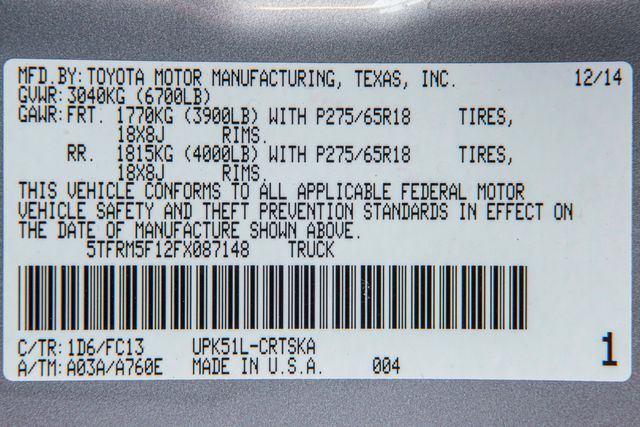 MFD.BY:TOYOTA MOTOR MANUFACTURING, TEXAS, INC. 12/14
GVWR:3040KG (6700LB)
GAWR:FRT. 1770KG (3900LB) WITH P275/65R18 TIRES,
18X8J RIMS.
RR. 1815KG (4000LB) WITH P275/65R18 TIRES,
18X8J RIMS.
THIS VEHICLE CONFORMS TO ALL APPLICABLE FEDERAL MOTOR
VEHICLE SAFETY AND THEFT PREVENTION STANDARDS IN EFFECT ON
THE DATE OF MANUFACTURE SHOWN ABOVE.
5TFRM5F12FX087148 TRUCK
C/TR:1D6/FC13 UPK51L-CRTSKA 1
A/TM:A03A/A760E MADE IN U.S.A. 004